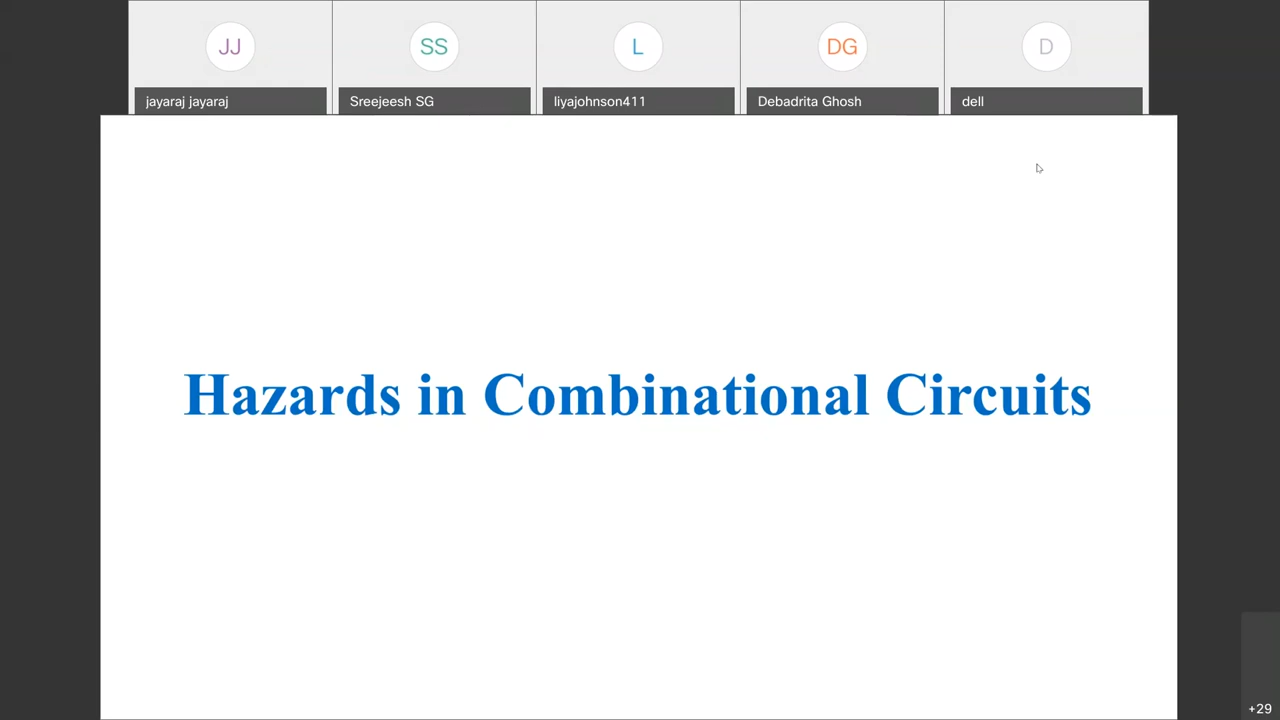 JJ
SS
L
DG
D
jayaraj jayaraj
Sreejeesh SG
liyajohnson411
Debadrita Ghosh
dell
Hazards in Combinational Circuits
+29